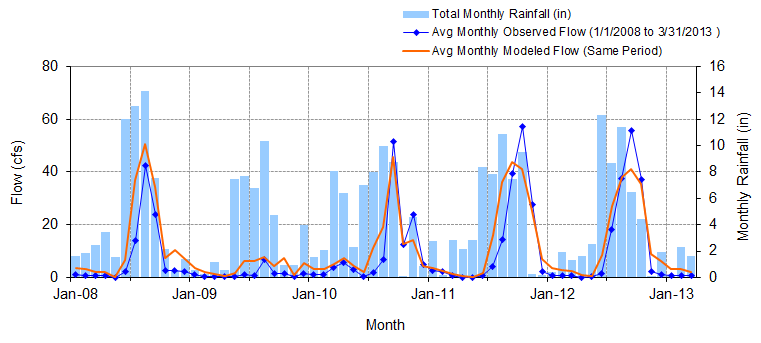 Total Monthly Rainfall (in)
Avg Monthly Observed Flow (1/1/2008 to 3/31/2013 )
Avg Monthly Modeled Flow (Same Period)
80
60
40
20
0
Flow (cfs)
16
14
12
10
8
6
4
2
0
Monthly Rainfall (in)
Jan-08 Jan-09 Jan-10 Jan-11 Jan-12 Jan-13
Month